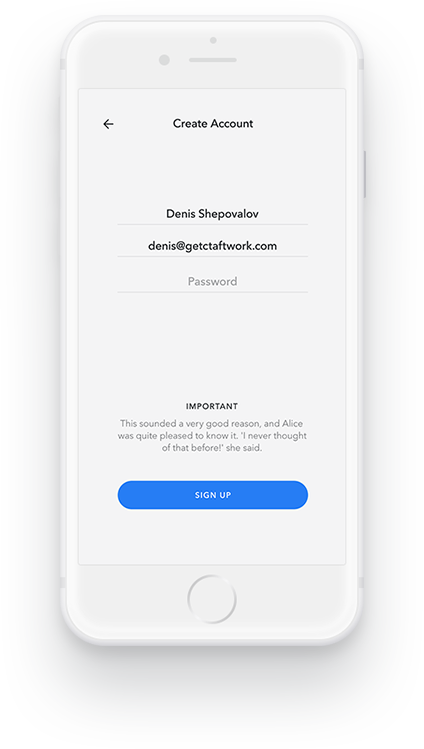 Create Account
Denis Shepovalov
denis@getctaftwork.com
Password
IMPORTANT
This sounded a very good reason, and Alice
was quite pleased to know it. 'I never thought
of that before!' she said.
SIGN UP